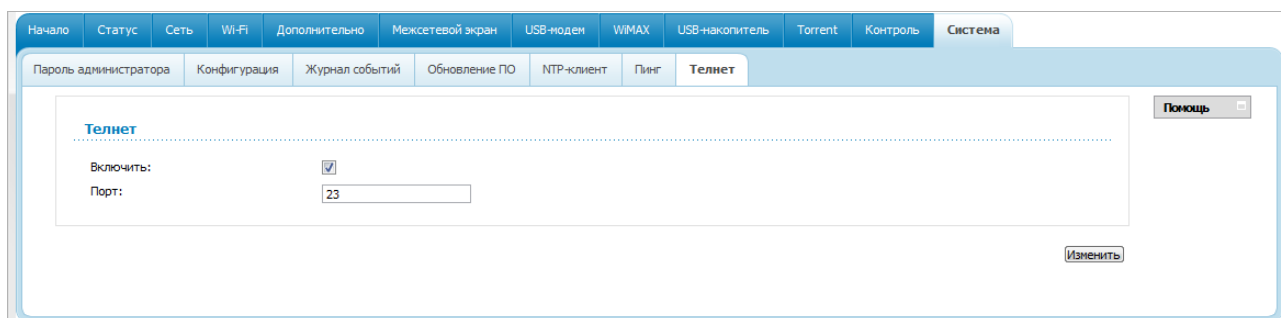 Начало Статус Сеть Wi-Fi Дополнительно Межсетевой экран USB-модем WiMAX USB-накопитель Torrent Контроль Система
Пароль администратора Конфигурация Журнал событий Обновление ПО NTP-клиент Пинг Телнет
Помощь
Телнет
Включить:
Порт: 23
Изменить